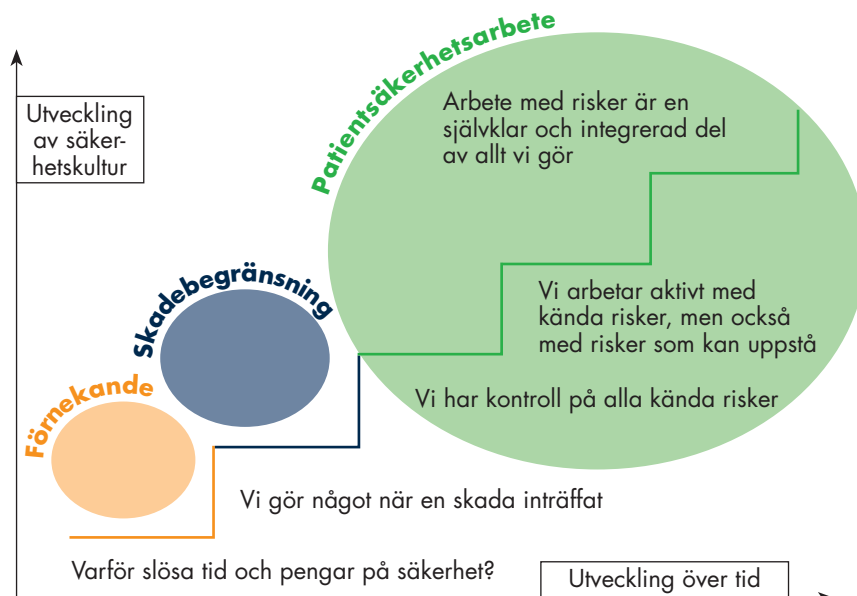 Patientsäkerhetsarbete
Utveckling
av säker-
hetskultur
Arbete med risker är en
självklar och integrerad del
av allt vi gör
Skadebegränsning
Vi arbetar aktivt med
kända risker, men också
med risker som kan uppstå
Förnekande
Vi har kontroll på alla kända risker
Vi gör något när en skada inträffat
Varför slösa tid och pengar på säkerhet?
Utveckling över tid